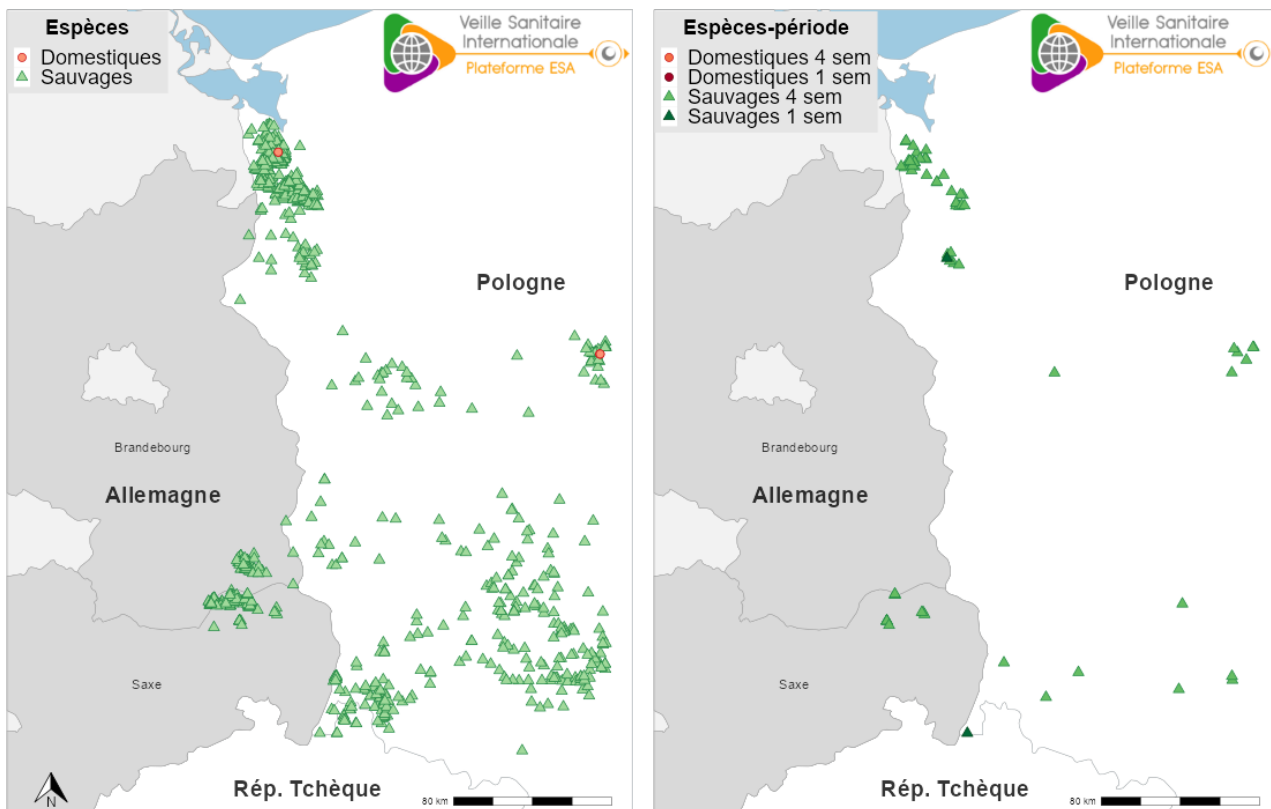 Espèces
Domestiques
Sauvages
Veille Sanitaire
Internationale
Plateforme ESA
Pologne
Brandebourg
Allemagne
Saxe
Rép. Tchèque
N
80 km
Espèces-période
Domestiques 4 sem
Domestiques 1 sem
Sauvages 4 sem
Sauvages 1 sem
Veille Sanitaire
Internationale
Plateforme ESA
Pologne
Brandebourg
Allemagne
Saxe
Rép. Tchèque
80 km